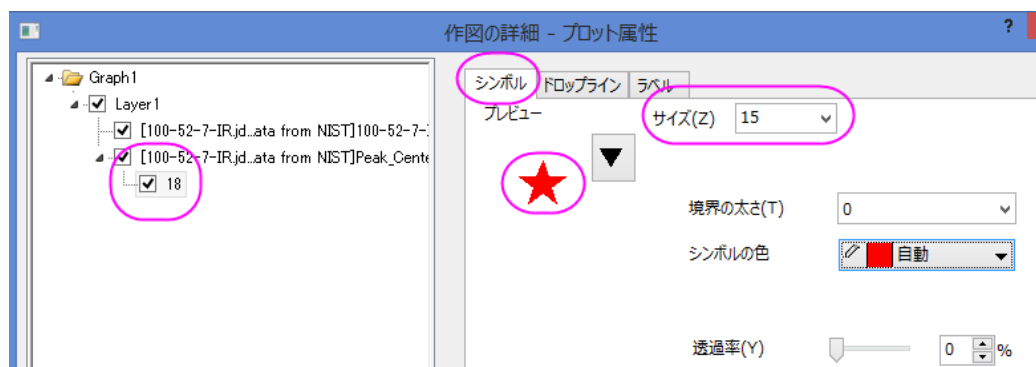 作図の詳細 - プロット属性
?
Graph1
Layer1
[100-52-7-IR.jd..ata from NIST]100-52-7-
[100-52-7-IR.jd..ata from NIST]Peak_Cente
18
シンボル ドロップライン ラベル
プレビュー
サイズ(Z) 15
境界の太さ(T) 0
シンボルの色 自動
透過率(Y) 0 %